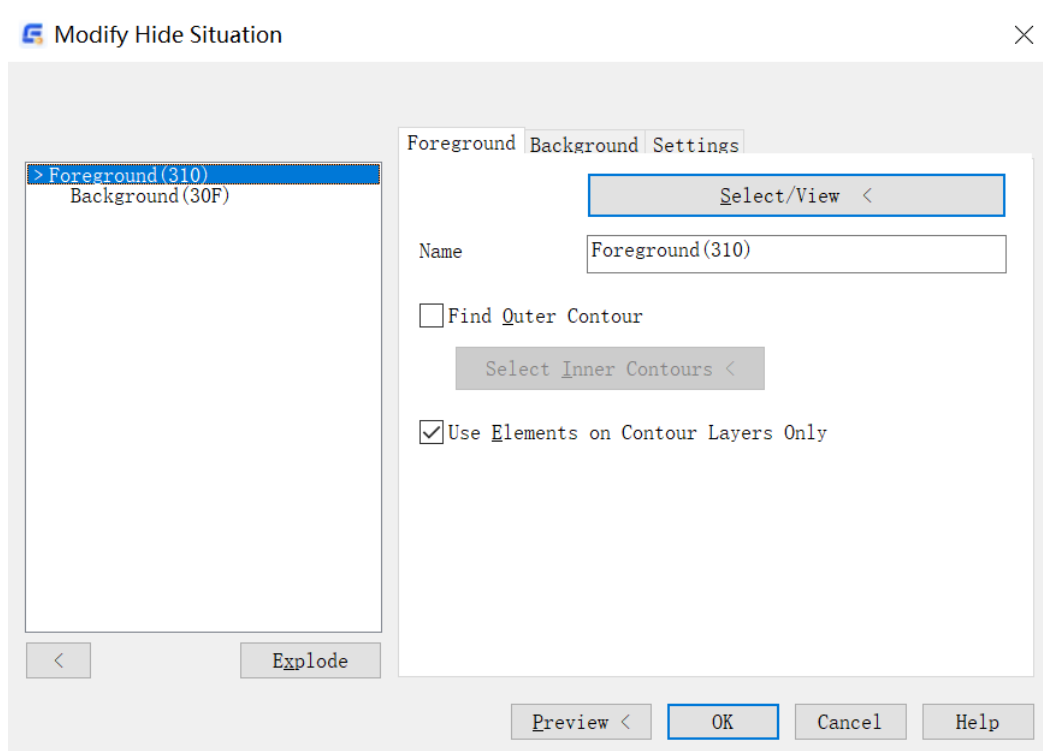 Modify Hide Situation
Foreground Background Settings
> Foreground(310)
Background(30F)
Select/View <
Name Foreground(310)
Find Outer Contour
Select Inner Contours <
Use Elements on Contour Layers Only
< Explode
Preview < OK Cancel Help